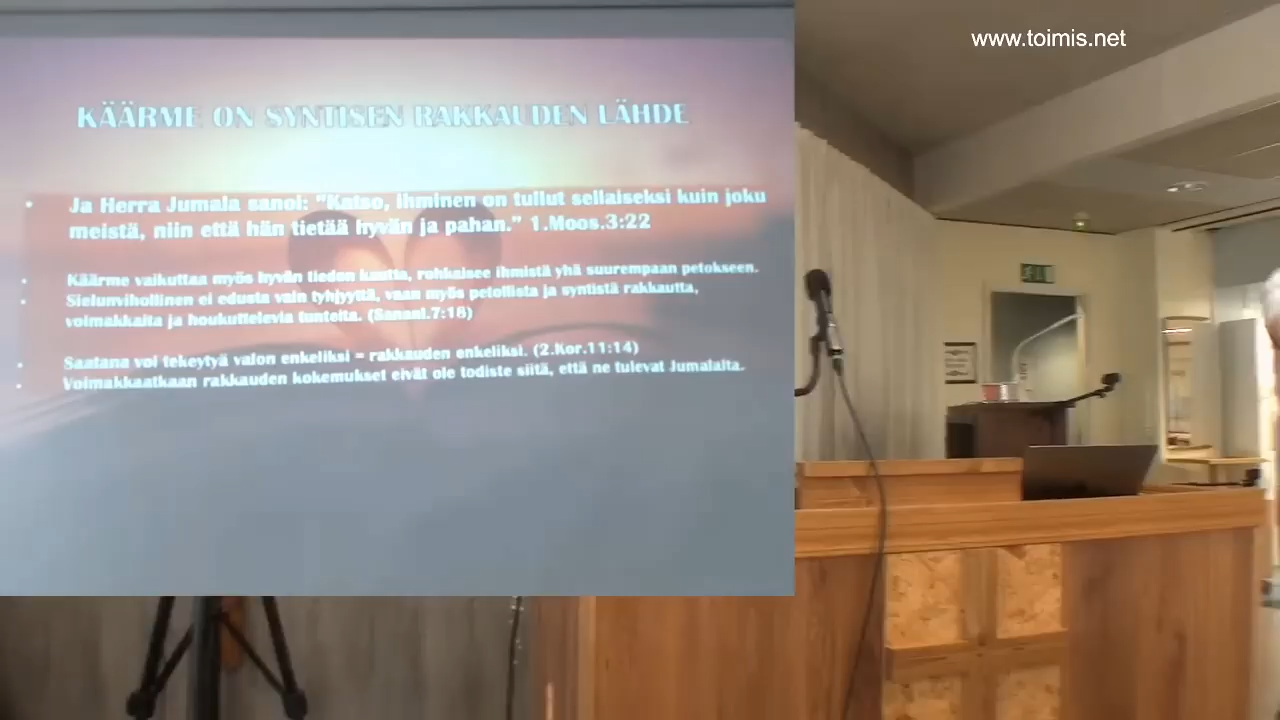 www.toimis.net
KÄÄRME ON SYNTISEN RAKKAUDEN LÄHDE
Ja Herra Jumala sanoi: "Katso, ihminen on tullut sellaiseksi kuin joku
meistä, niin että hän tietää hyvän ja pahan." 1.Moos.3:22
Käärme vaikuttaa myös hyvän tiedon kautta, rohkaisee ihmistä yhä suurempaan petokseen.
Sielunvihollinen ei edusta vain tyhjyyttä, vaan myös petollista ja syntistä rakkautta,
voimakkaita ja houkuttelevia tunteita. (Sananl.7:18)
Saatana voi tekeytyä valon enkeliksi = rakkauden enkeliksi. (2.Kor.11:14)
Voimakkaatkaan rakkauden kokemukset eivät ole todiste siitä, että ne tulevat Jumalalta.